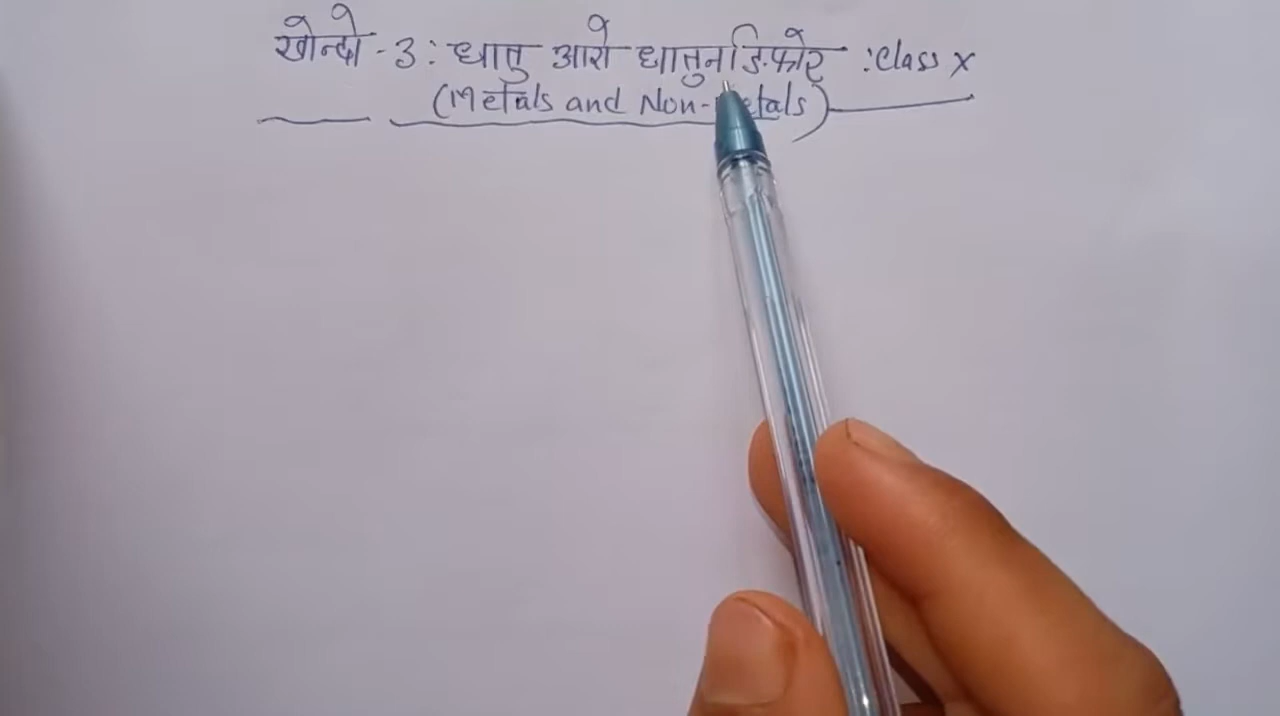 खोन्दो - 3: धातु आरो धातुनङिफोर :class x
(Metals and Non-Metals)